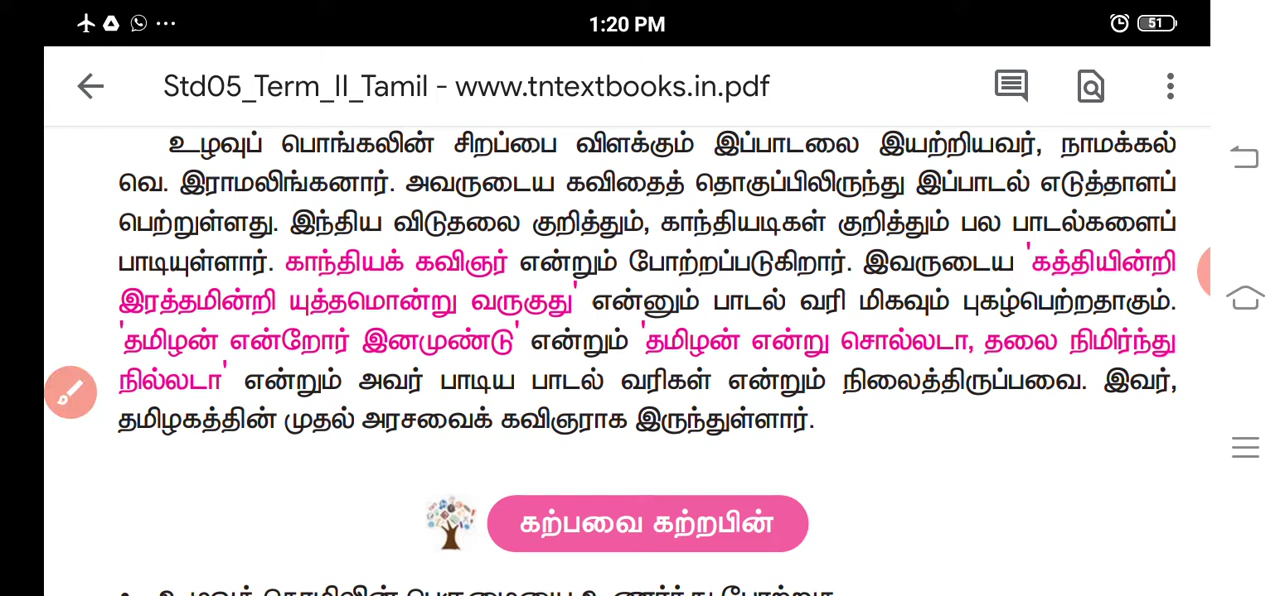 1:20 PM
51
Std05_Term_II_Tamil - www.tntextbooks.in.pdf
உழவுப் பொங்கலின் சிறப்பை விளக்கும் இப்பாடலை இயற்றியவர், நாமக்கல்
வெ. இராமலிங்கனார். அவருடைய கவிதைத் தொகுப்பிலிருந்து இப்பாடல் எடுத்தாளப்
பெற்றுள்ளது. இந்திய விடுதலை குறித்தும், காந்தியடிகள் குறித்தும் பல பாடல்களைப்
பாடியுள்ளார். காந்தியக் கவிஞர் என்றும் போற்றப்படுகிறார். இவருடைய 'கத்தியின்றி
இரத்தமின்றி யுத்தமொன்று வருகுது' என்னும் பாடல் வரி மிகவும் புகழ்பெற்றதாகும்.
'தமிழன் என்றோர் இனமுண்டு' என்றும் 'தமிழன் என்று சொல்லடா, தலை நிமிர்ந்து
நில்லடா' என்றும் அவர் பாடிய பாடல் வரிகள் என்றும் நிலைத்திருப்பவை. இவர்,
தமிழகத்தின் முதல் அரசவைக் கவிஞராக இருந்துள்ளார்.
கற்பவை கற்றபின்